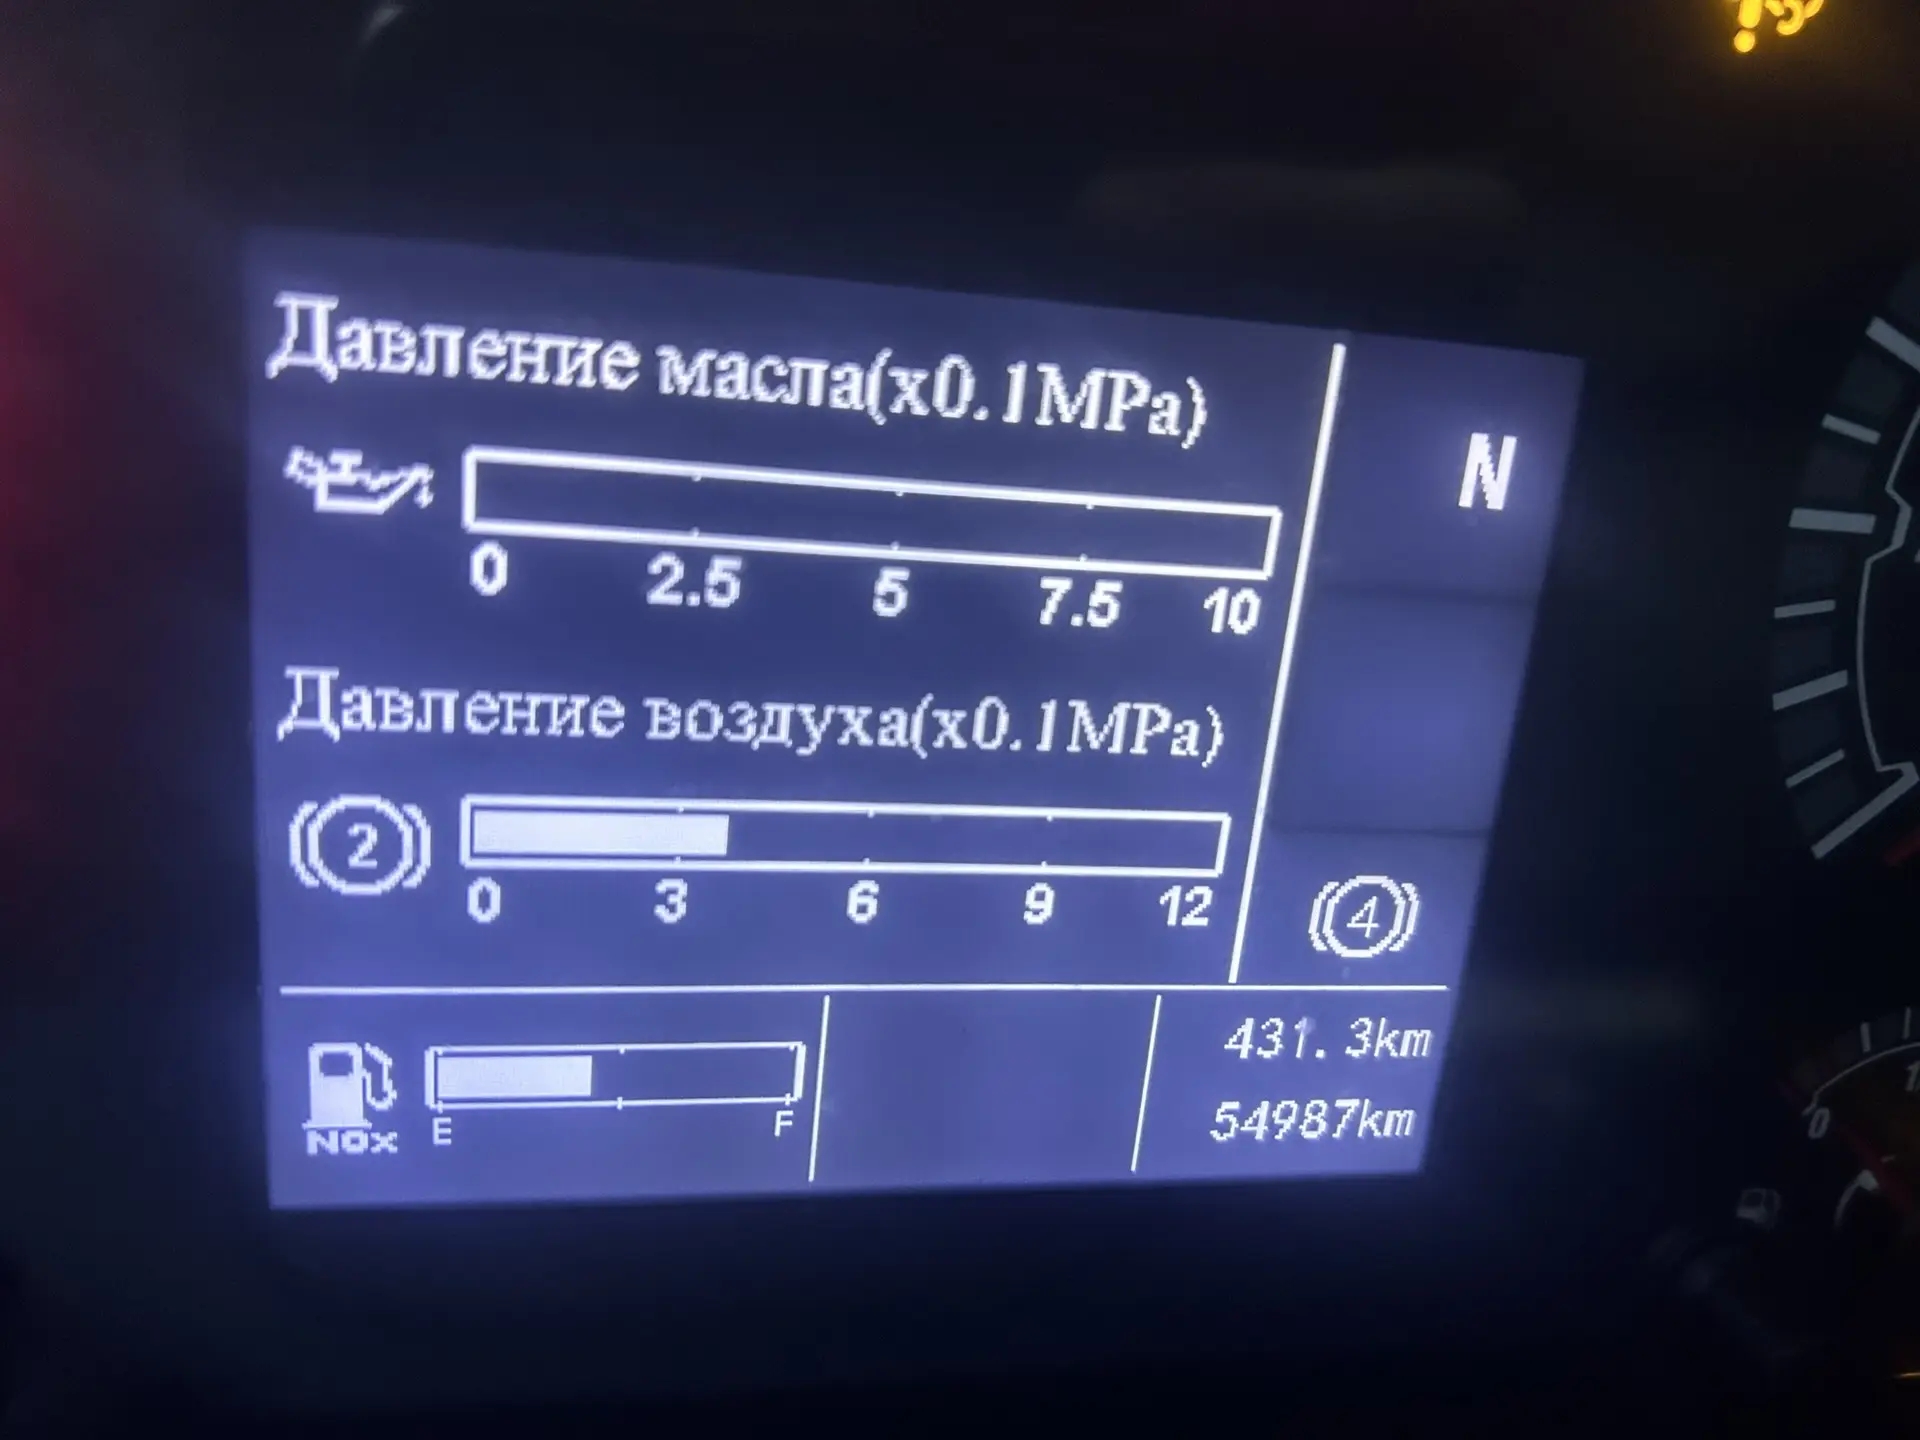 Давление масла(x0.1MPa)
N
0 2.5 5 7.5 10
Давление воздуха(x0.1MPa)
2
0 3 6 9 12
4
NOx E F
431.3km
54987km
0